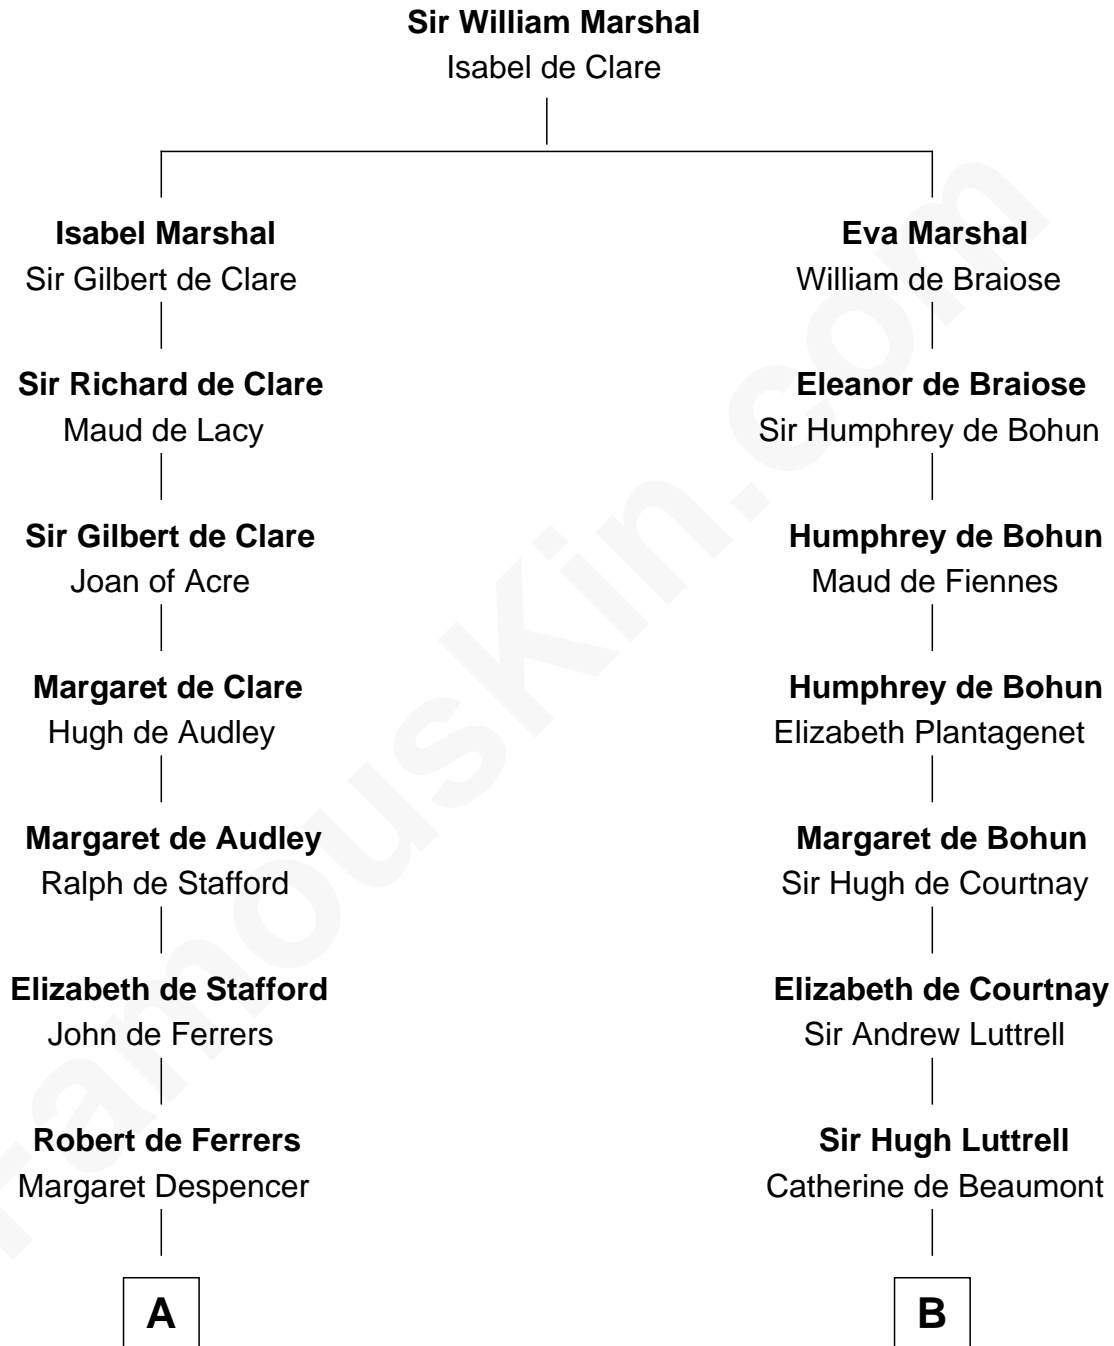 Sir William Marshal
Isabel de Clare
Isabel Marshal
Sir Gilbert de Clare
Eva Marshal
William de Braiose
Sir Richard de Clare
Maud de Lacy
Eleanor de Braiose
Sir Humphrey de Bohun
Sir Gilbert de Clare
Joan of Acre
Humphrey de Bohun
Maud de Fiennes
Margaret de Clare
Hugh de Audley
Humphrey de Bohun
Elizabeth Plantagenet
Margaret de Audley
Ralph de Stafford
Margaret de Bohun
Sir Hugh de Courtnay
Elizabeth de Stafford
John de Ferrers
Elizabeth de Courtnay
Sir Andrew Luttrell
Robert de Ferrers
Margaret Despencer
Sir Hugh Luttrell
Catherine de Beaumont
A
B
FamousKin.com